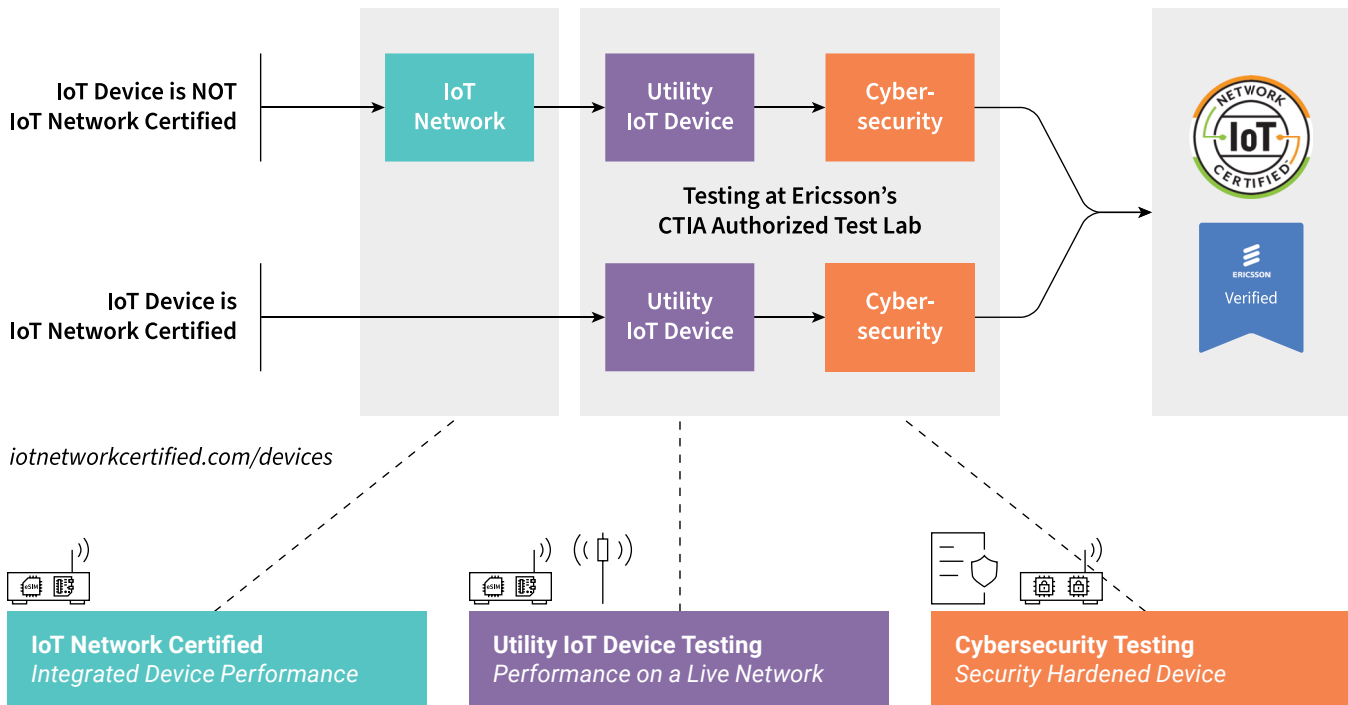 IoT Device is NOT
IoT Network Certified
IoT
Network
Utility
IoT Device
Cyber-
security
Testing at Ericsson’s
CTIA Authorized Test Lab
IoT Device is
IoT Network Certified
Utility
IoT Device
Cyber-
security
NETWORK
IoT
CERTIFIED
ERICSSON
Verified
iotnetworkcertified.com/devices
eSIM
eSIM
IoT Network Certified
Integrated Device Performance
Utility IoT Device Testing
Performance on a Live Network
Cybersecurity Testing
Security Hardened Device